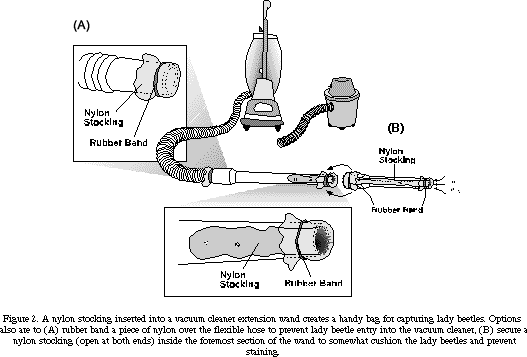 (A)
Nylon
Stocking
Rubber Band
(B)
Nylon
Stocking
Rubber Band
Nylon
Stocking
Rubber Band
Figure 2. A nylon stocking inserted into a vacuum cleaner extension wand creates a handy bag for capturing lady beetles. Options
also are to (A) rubber band a piece of nylon over the flexible hose to prevent lady beetle entry into the vacuum cleaner, (B) secure a
nylon stocking (open at both ends) inside the foremost section of the wand to somewhat cushion the lady beetles and prevent
staining.